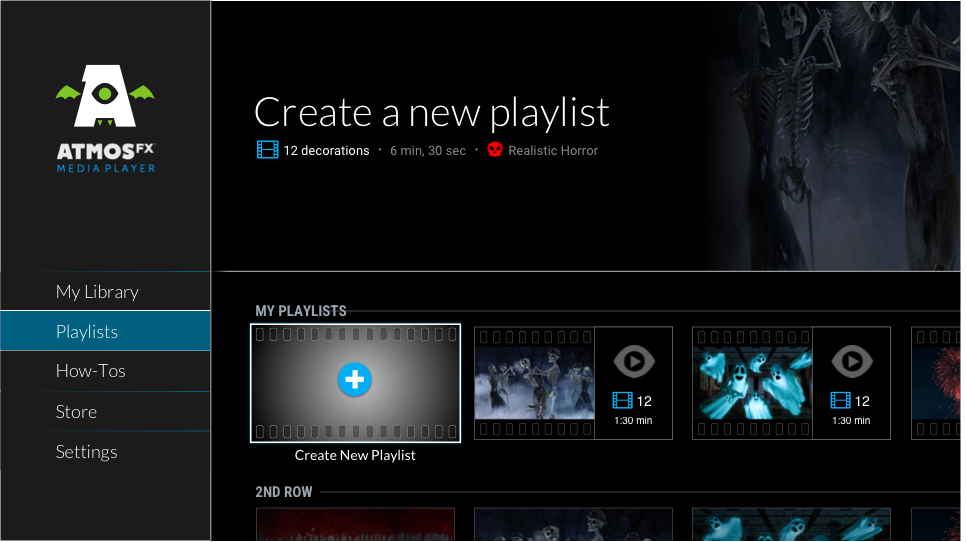 ATMOSFX
MEDIA PLAYER
My Library
Playlists
How-Tos
Store
Settings
Create a new playlist
12 decorations • 6 min, 30 sec • Realistic Horror
MY PLAYLISTS
12
1:30 min
12
1:30 min
Create New Playlist
2ND ROW